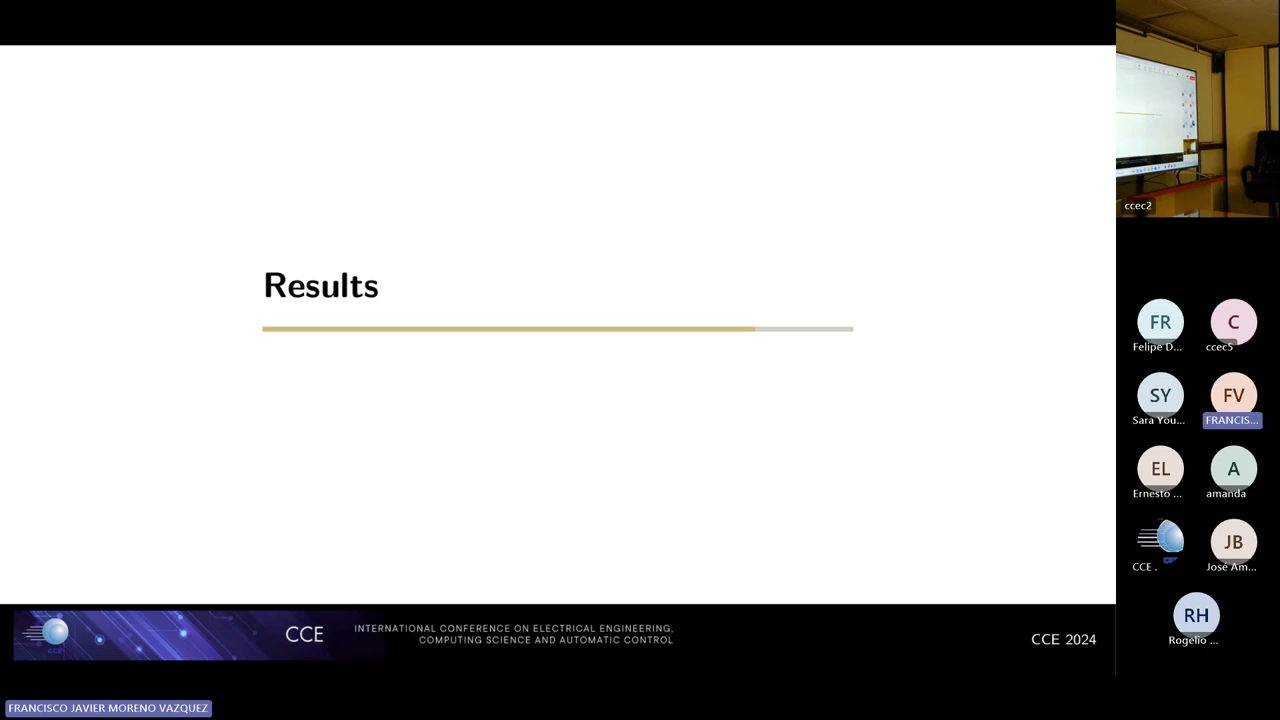 Results
CCE
INTERNATIONAL CONFERENCE ON ELECTRICAL ENGINEERING,
COMPUTING SCIENCE AND AUTOMATIC CONTROL
CCE 2024
CCE
FRANCISCO JAVIER MORENO VAZQUEZ
ccec2
FR
Felipe D...
C
ccec5
SY
Sara You...
FV
FRANCIS...
EL
Ernesto ...
A
amanda
CCE .
JB
José Am...
RH
Rogelio ...